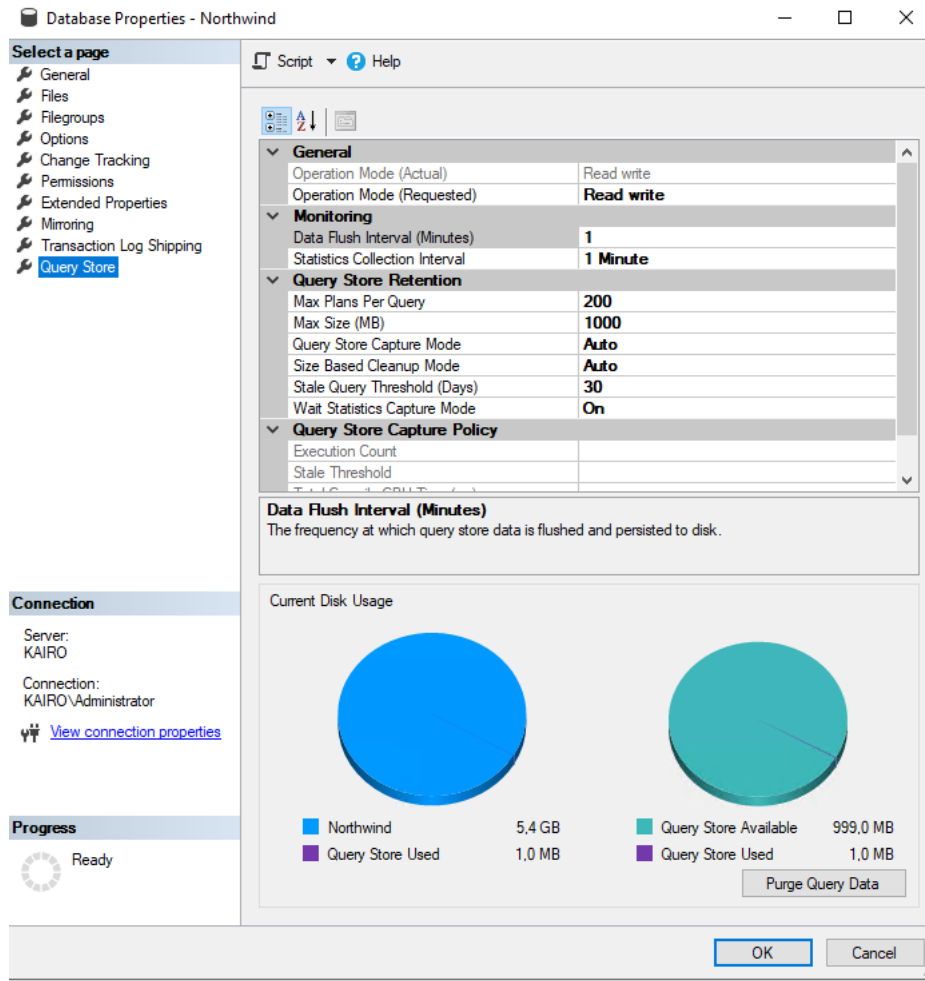 Database Properties - Northwind
Select a page
General
Files
Filegroups
Options
Change Tracking
Permissions
Extended Properties
Mirroring
Transaction Log Shipping
Query Store
Connection
Server:
KAIRO
Connection:
KAIRO\Administrator
View connection properties
Progress
Ready
Script Help
General
Operation Mode (Actual) Read write
Operation Mode (Requested) Read write
Monitoring
Data Flush Interval (Minutes) 1
Statistics Collection Interval 1 Minute
Query Store Retention
Max Plans Per Query 200
Max Size (MB) 1000
Query Store Capture Mode Auto
Size Based Cleanup Mode Auto
Stale Query Threshold (Days) 30
Wait Statistics Capture Mode On
Query Store Capture Policy
Execution Count
Stale Threshold
Data Flush Interval (Minutes)
The frequency at which query store data is flushed and persisted to disk.
Current Disk Usage
Northwind 5,4 GB
Query Store Used 1,0 MB
Query Store Available 999,0 MB
Query Store Used 1,0 MB
Purge Query Data
OK Cancel